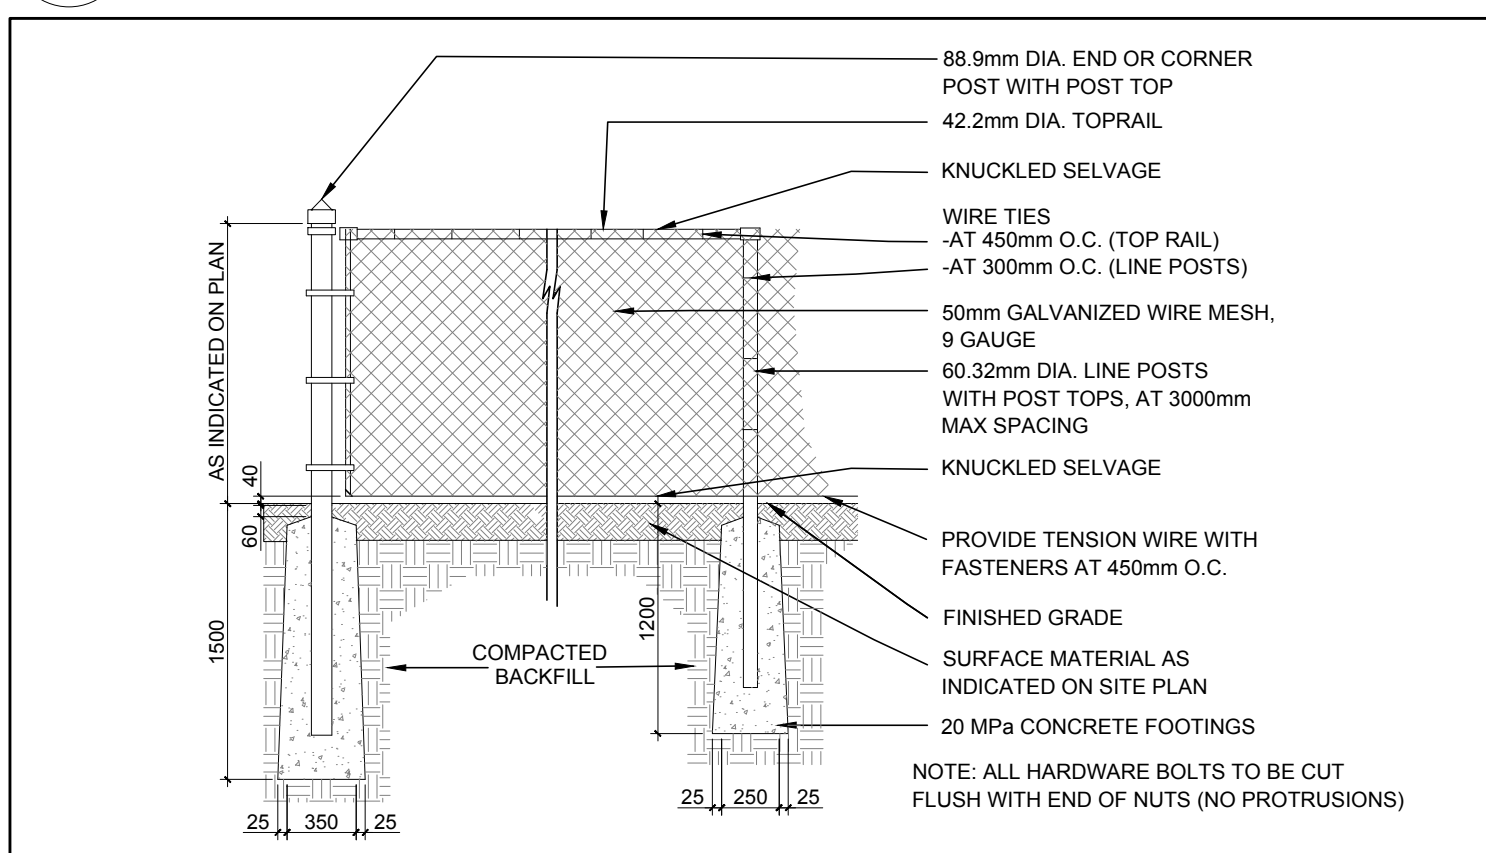 88.9mm DIA. END OR CORNER
POST WITH POST TOP
42.2mm DIA. TOPRAIL
KNUCKLED SELVAGE
WIRE TIES
-AT 450mm O.C. (TOP RAIL)
-AT 300mm O.C. (LINE POSTS)
50mm GALVANIZED WIRE MESH,
9 GAUGE
60.32mm DIA. LINE POSTS
WITH POST TOPS, AT 3000mm
MAX SPACING
KNUCKLED SELVAGE
PROVIDE TENSION WIRE WITH
FASTENERS AT 450mm O.C.
FINISHED GRADE
SURFACE MATERIAL AS
INDICATED ON SITE PLAN
20 MPa CONCRETE FOOTINGS
NOTE: ALL HARDWARE BOLTS TO BE CUT
FLUSH WITH END OF NUTS (NO PROTRUSIONS)
AS INDICATED ON PLAN
40
60
1500
1200
COMPACTED
BACKFILL
25 350 25
25 250 25